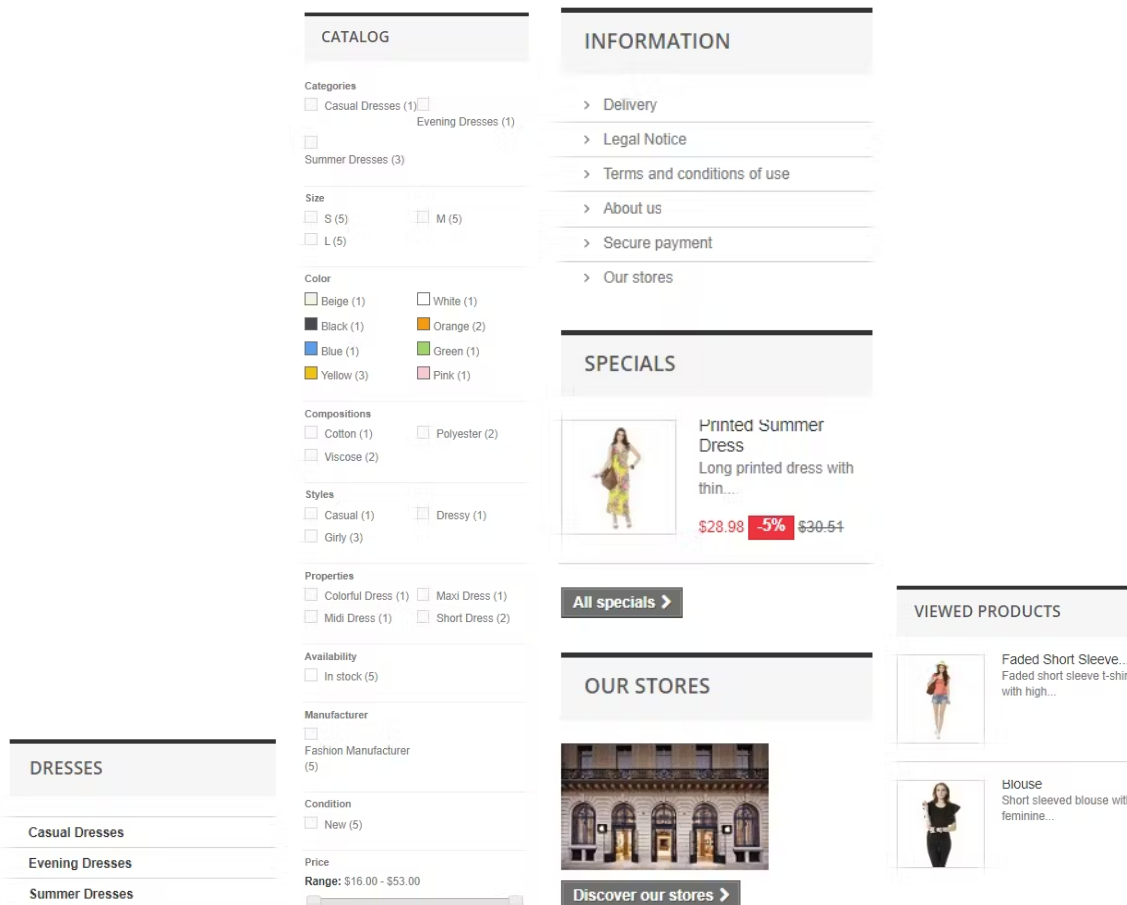 DRESSES
Casual Dresses
Evening Dresses
Summer Dresses
CATALOG
Categories
Casual Dresses (1)
Evening Dresses (1)
Summer Dresses (3)
Size
S (5) M (5)
L (5)
Color
Beige (1) White (1)
Black (1) Orange (2)
Blue (1) Green (1)
Yellow (3) Pink (1)
Compositions
Cotton (1) Polyester (2)
Viscose (2)
Styles
Casual (1) Dressy (1)
Girly (3)
Properties
Colorful Dress (1) Maxi Dress (1)
Midi Dress (1) Short Dress (2)
Availability
In stock (5)
Manufacturer
Fashion Manufacturer
(5)
Condition
New (5)
Price
Range: $16.00 - $53.00
INFORMATION
> Delivery
> Legal Notice
> Terms and conditions of use
> About us
> Secure payment
> Our stores
SPECIALS
Printed Summer
Dress
Long printed dress with
thin...
$28.98 -5% $30.51
All specials >
OUR STORES
Discover our stores >
VIEWED PRODUCTS
Faded Short Sleeve...
Faded short sleeve t-shir
with high...
Blouse
Short sleeved blouse wit
feminine...